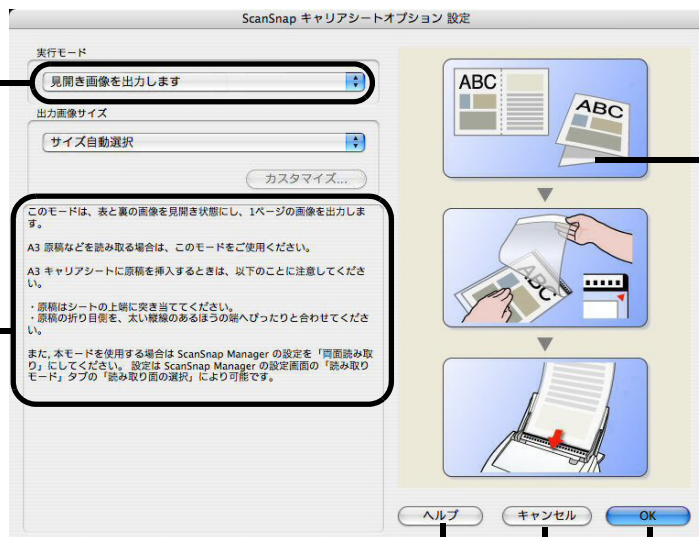 ScanSnap キャリアシートオプション 設定
実行モード
見開き画像を出力します
出力画像サイズ
サイズ自動選択
カスタマイズ...
このモードは、表と裏の画像を見開き状態にし、1ページの画像を出力しま
す。
A3 原稿などを読み取る場合は、このモードをご使用ください。
A3 キャリアシートに原稿を挿入するときは、以下のことに注意してくださ
い。
・原稿はシートの上端に突き当ててください。
・原稿の折り目側を、太い縦線のあるほうの端へぴったりと合わせてくださ
い。
また, 本モードを使用する場合は ScanSnap Manager の設定を「両面読み取
り」にしてください。 設定は ScanSnap Manager の設定画面の「読み取り
モード」タブの「読み取り面の選択」により可能です。
ABC
ABC
ABC
ヘルプ
キャンセル
OK